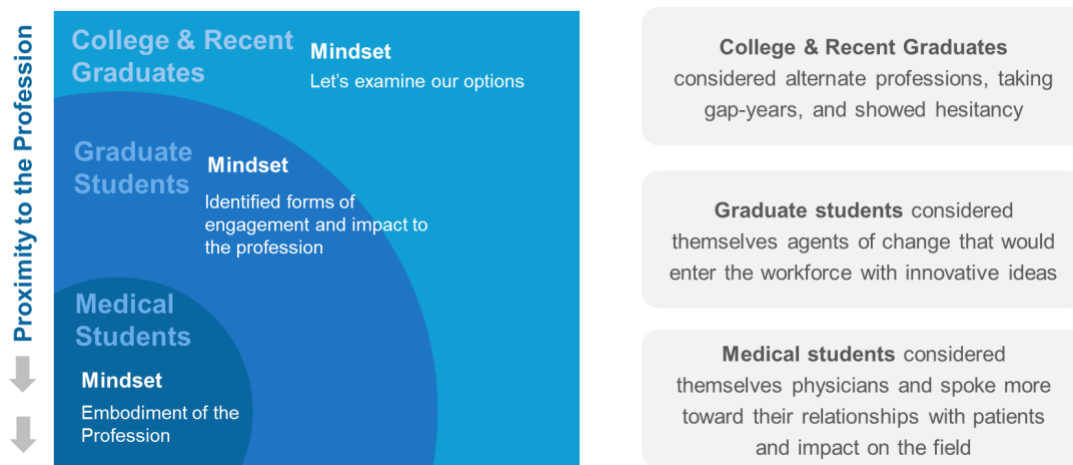 Proximity to the Profession
College & Recent
Graduates
Mindset
Let's examine our options
Graduate
Students
Mindset
Identified forms of
engagement and impact to
the profession
Medical
Students
Mindset
Embodiment of the
Profession
College & Recent Graduates
considered alternate professions, taking
gap-years, and showed hesitancy
Graduate students considered
themselves agents of change that would
enter the workforce with innovative ideas
Medical students considered
themselves physicians and spoke more
toward their relationships with patients
and impact on the field